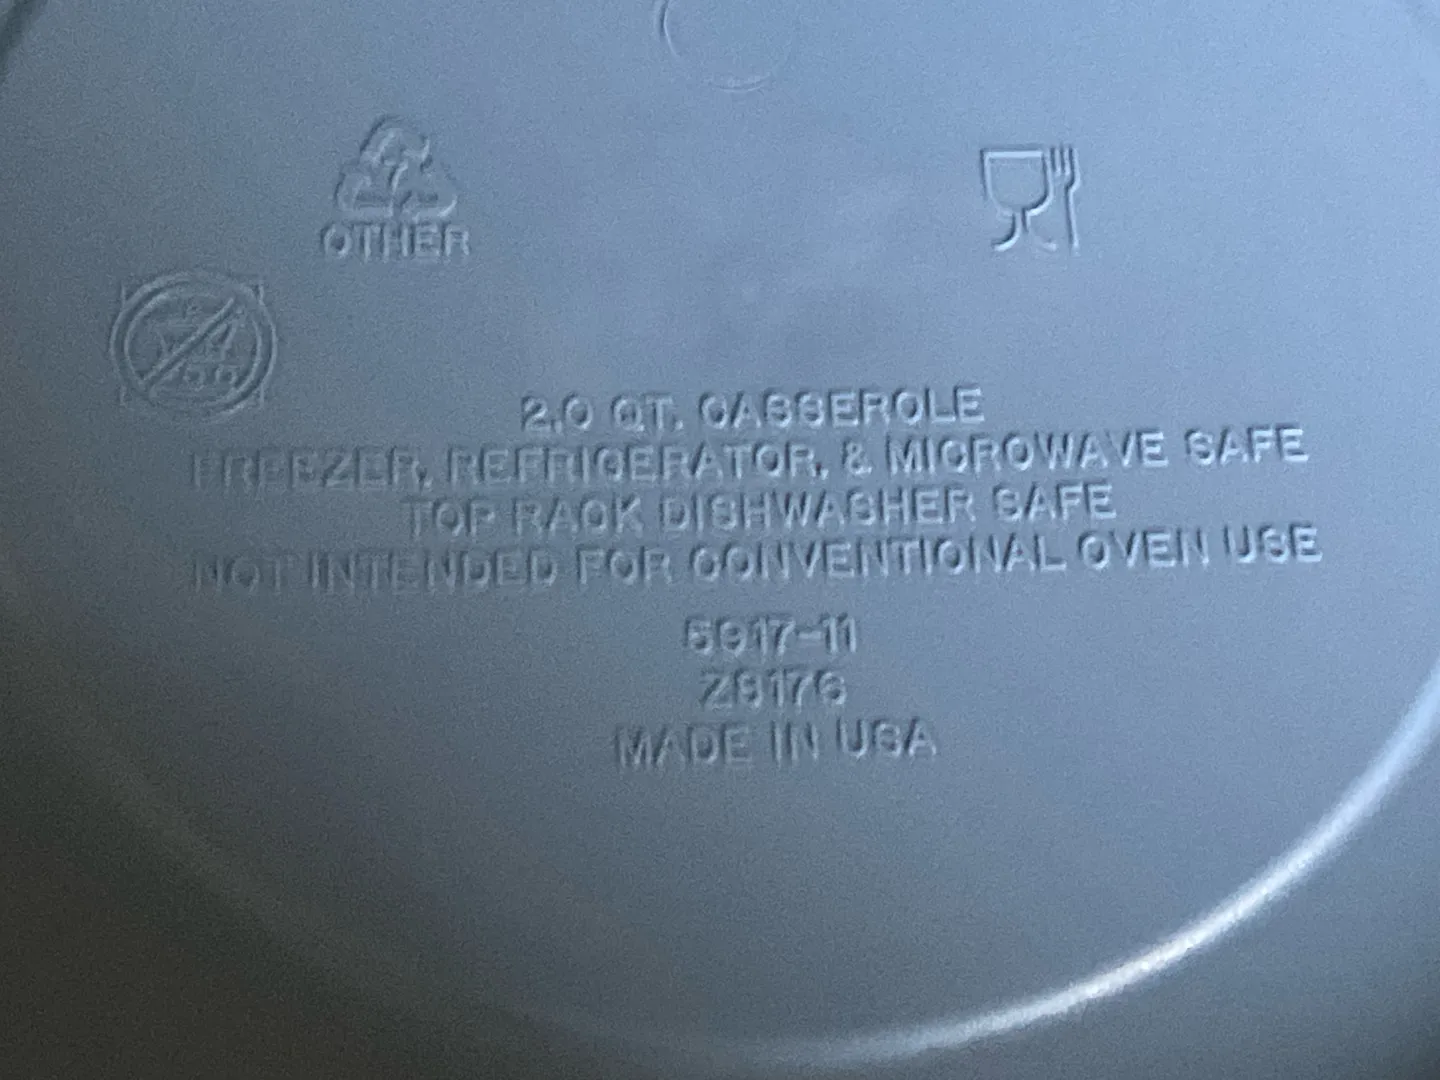 OTHER
2.0 QT. CASSEROLE
FREEZER, REFRIGERATOR, & MICROWAVE SAFE
TOP RACK DISHWASHER SAFE
NOT INTENDED FOR CONVENTIONAL OVEN USE
5917-11
Z8176
MADE IN USA